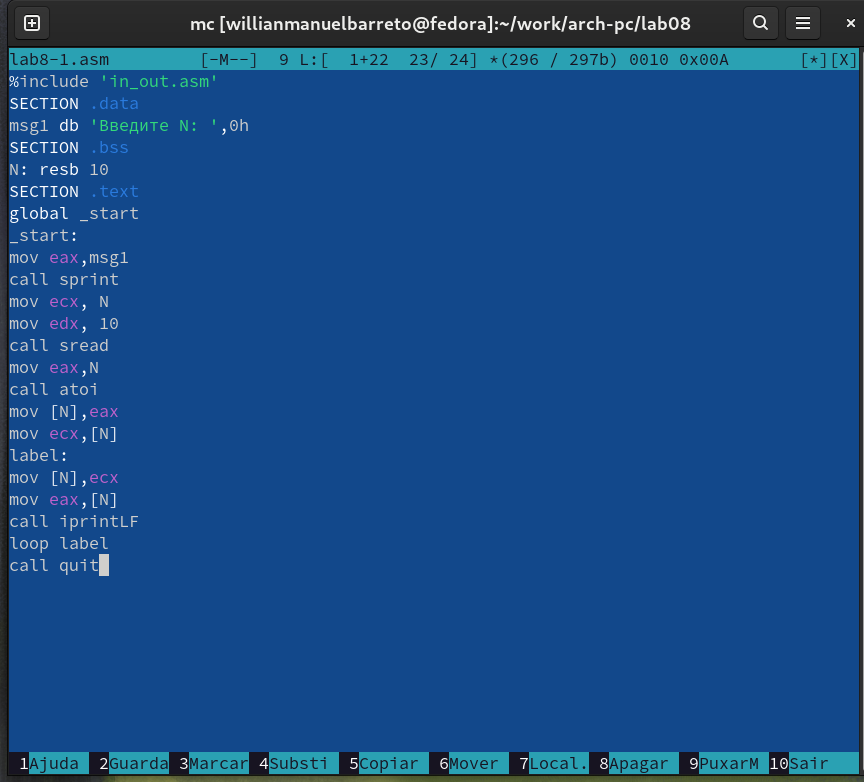 mc [willianmanuelbarreto@fedora]:~/work/arch-pc/lab08
lab8-1.asm [-M--] 9 L:[ 1+22 23/ 24] *(296 / 297b) 0010 0x00A [*][X]
%include 'in_out.asm'
SECTION .data
msg1 db 'Введите N: ',0h
SECTION .bss
N: resb 10
SECTION .text
global _start
_start:
mov eax,msg1
call sprint
mov ecx, N
mov edx, 10
call sread
mov eax,N
call atoi
mov [N],eax
mov ecx,[N]
label:
mov [N],ecx
mov eax,[N]
call iprintLF
loop label
call quit
1Ajuda 2Guarda 3Marcar 4Substi 5Copiar 6Mover 7Local. 8Apagar 9PuxarM 10Sair